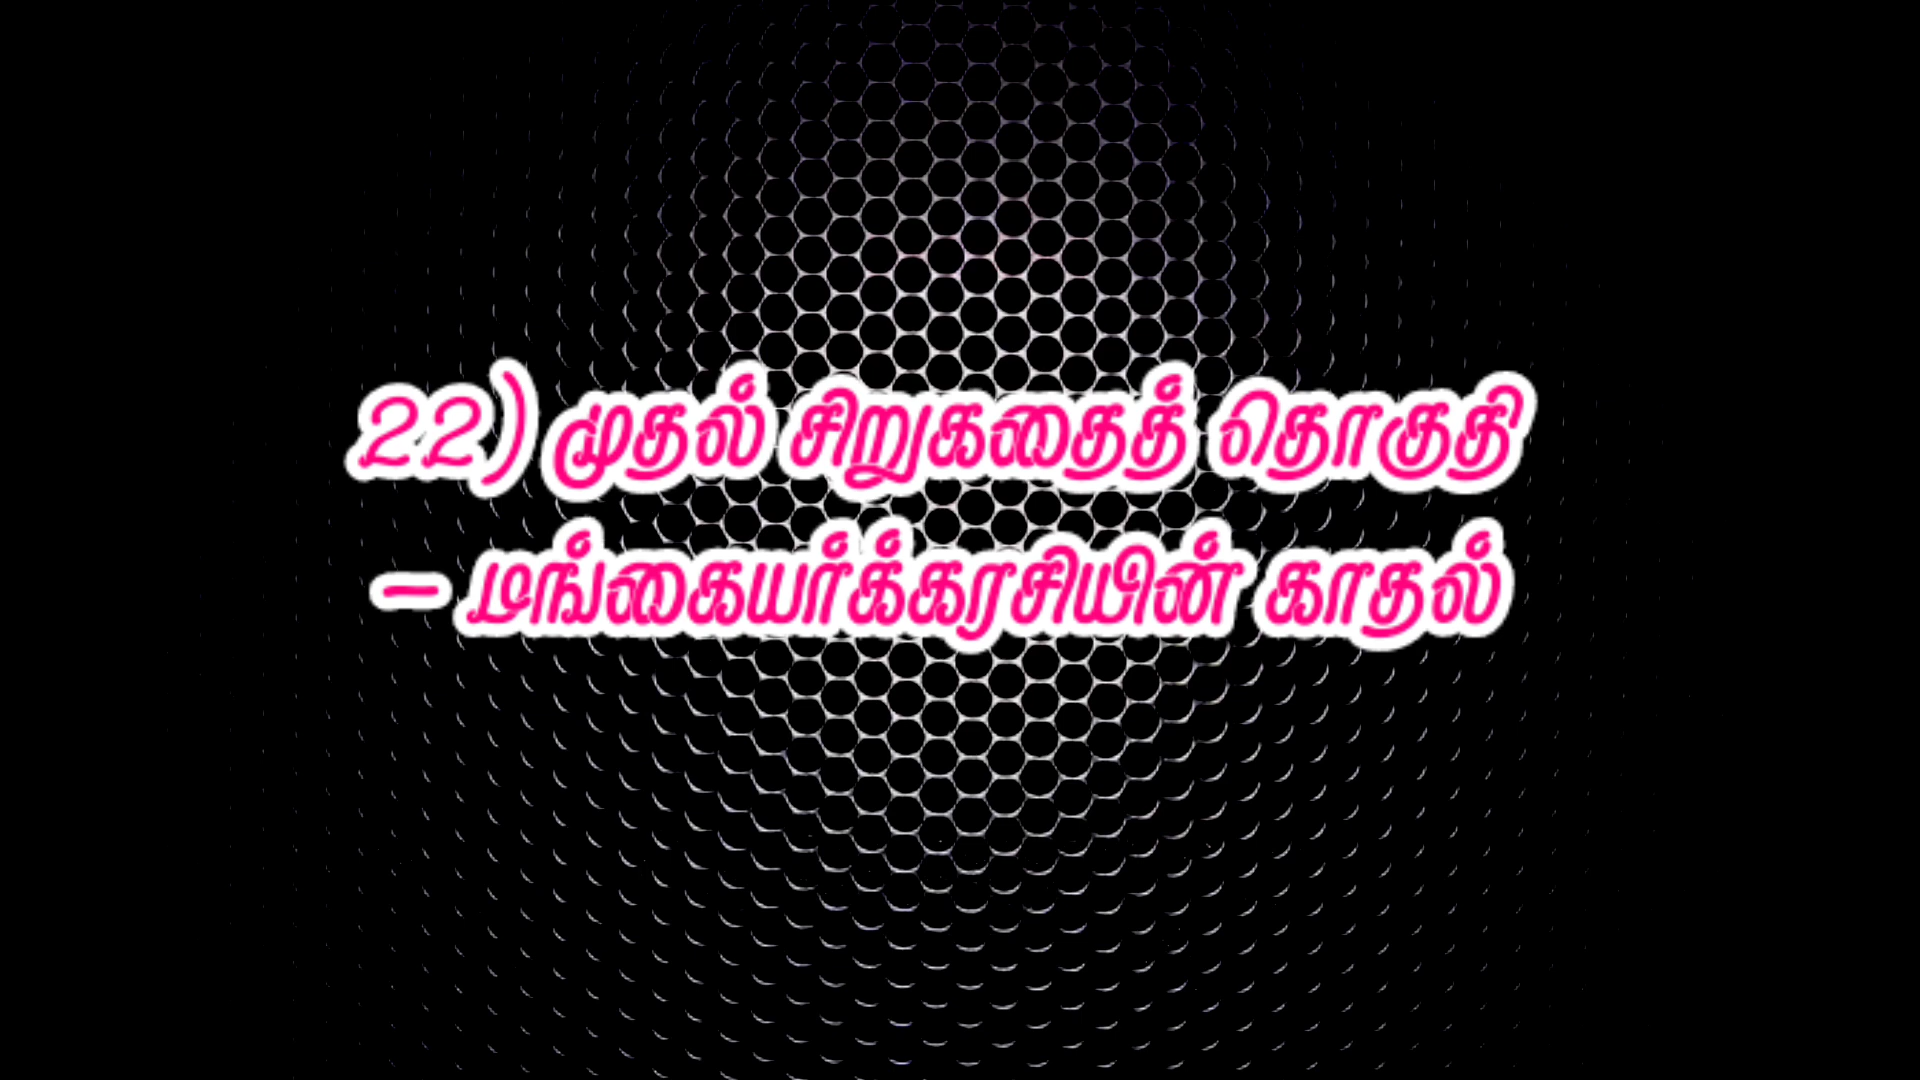 22) முதல் சிறுகதைத் தொகுதி
- மங்கையர்க்கரசியின் காதல்